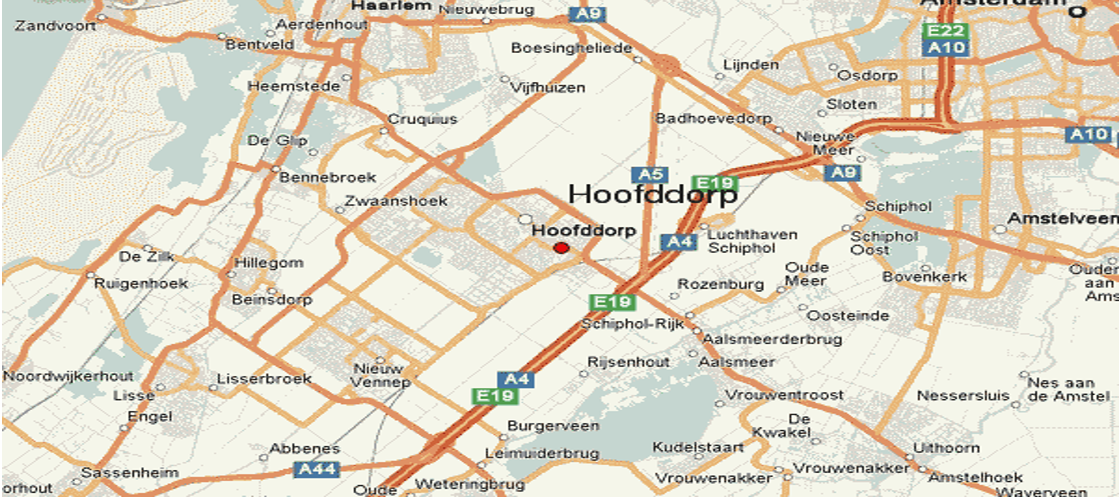 Haarlem
Nieuwebrug
A9
Amsterdam
Zandvoort
Aerdenhout
Bentveld
E22
A10
Boesingheliede
Lijnden
Osdorp
Heemstede
Vijfhuizen
Sloten
Cruquius
Badhoevedorp
Nieuwe
Meer
A10
De Glip
Bennebroek
A5
E19
A9
Hoofddorp
Zwaanshoek
Schiphol
Hoofddorp
Amstelveen
Luchthaven
Schiphol
A4
Schiphol
Oost
De Zilk
Hillegom
Ruigenhoek
Oude
Meer
Bovenkerk
Ouder
aan
Ams
Rozenburg
Beinsdorp
E19
Oosteinde
Schiphol-Rijk
Aalsmeerderbrug
Rijsenhout
Aalsmeer
Nieuw
Vennep
Noordwijkerhout
Lisserbroek
A4
Lisse
E19
Vrouwentroost
Nessersluis
Nes aan
de Amstel
Engel
Burgerveen
De
Kwakel
Abbenes
Leimuiderbrug
Kudelstaart
Uithoorn
Sassenheim
A44
Vrouwenakker
Vrouwenakker
Amstelhoek
orhout
Oude
Weteringbrug
Waverveen